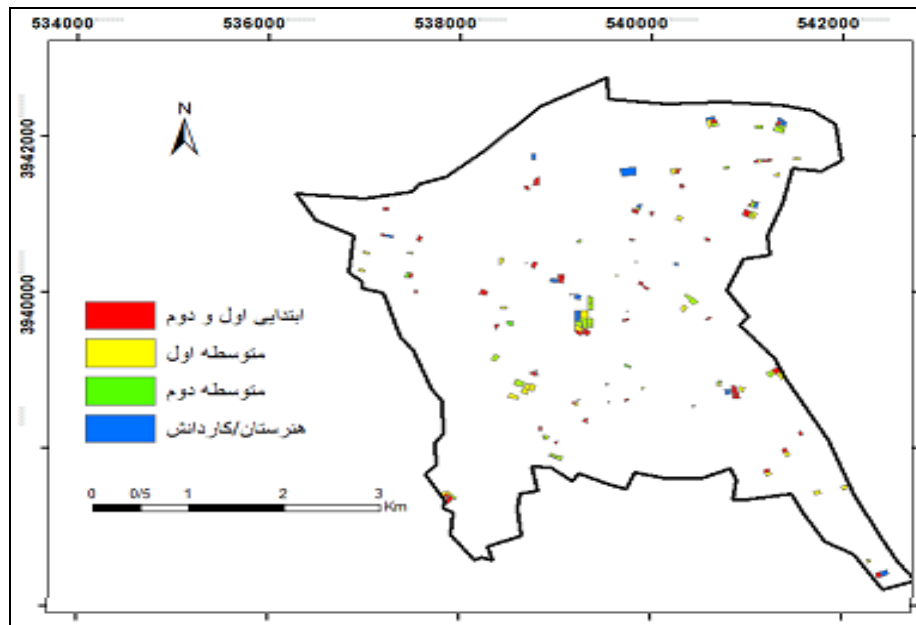 534000 536000 538000 540000 542000
3942000
3940000
N
ابتدایی اول و دوم
متوسطه اول
متوسطه دوم
هنرستان/کاردانش
0 0/5 1 2 3 Km